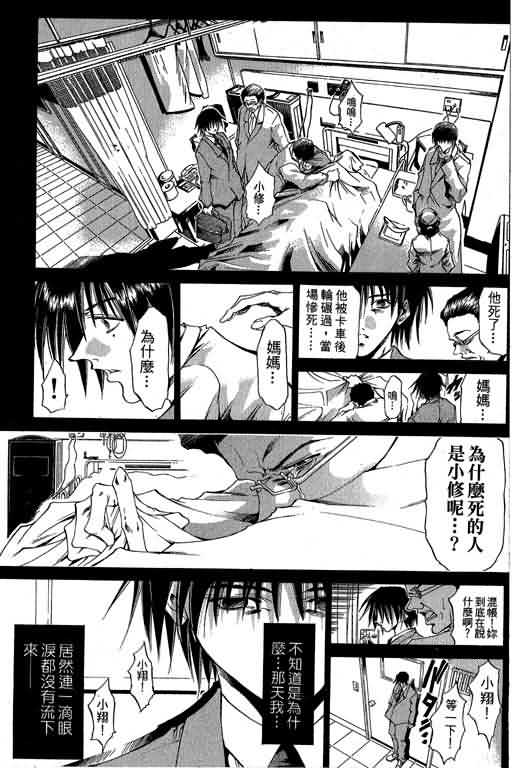 嗚嗚…
小修…
他死了…
他被卡車後
輪碾過，當
場慘死…
媽媽…
嗚…
媽媽…
為什麼…
！
為什麼死的人
是小修呢…？
混帳！妳
到底在說
什麼啊？
等一下！
小翔！
不知道是為什
麼…那天我…
小翔！
居然連一滴眼
淚都沒有流下
來——